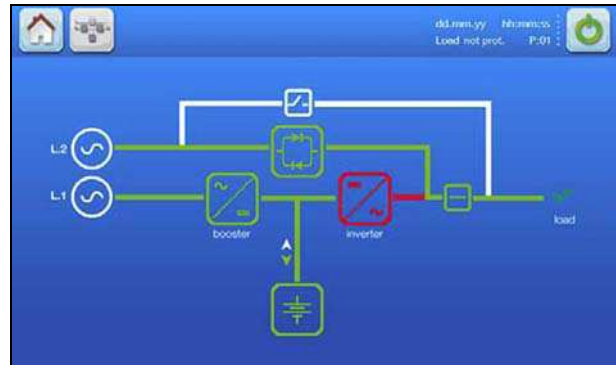 dd.mm.yy hh:mm:ss
Load not prot. P:01
L2
L1
booster
inverter
load